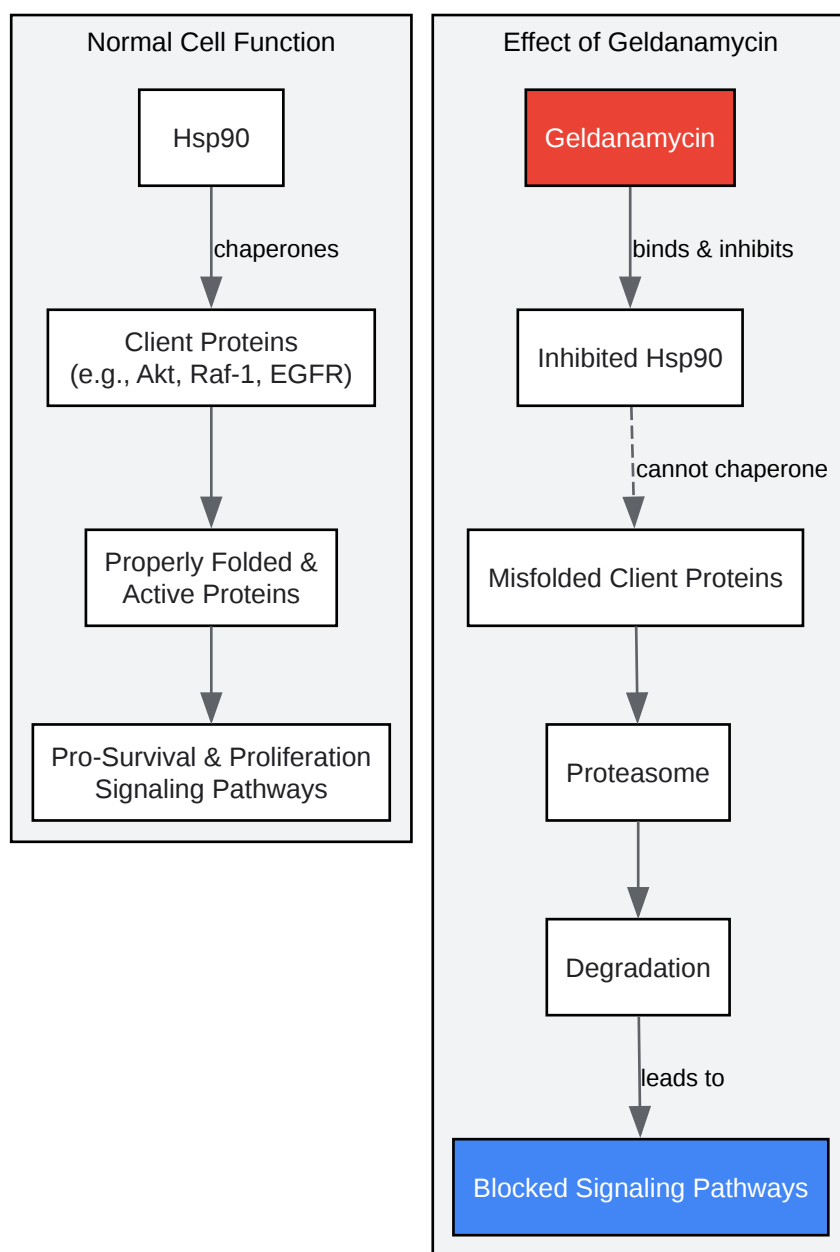 Normal Cell Function
Hsp90
chaperones
Client Proteins
(e.g., Akt, Raf-1, EGFR)
Properly Folded &
Active Proteins
Pro-Survival & Proliferation
Signaling Pathways
Effect of Geldanamycin
Geldanamycin
binds & inhibits
Inhibited Hsp90
cannot chaperone
Misfolded Client Proteins
Proteasome
Degradation
leads to
Blocked Signaling Pathways